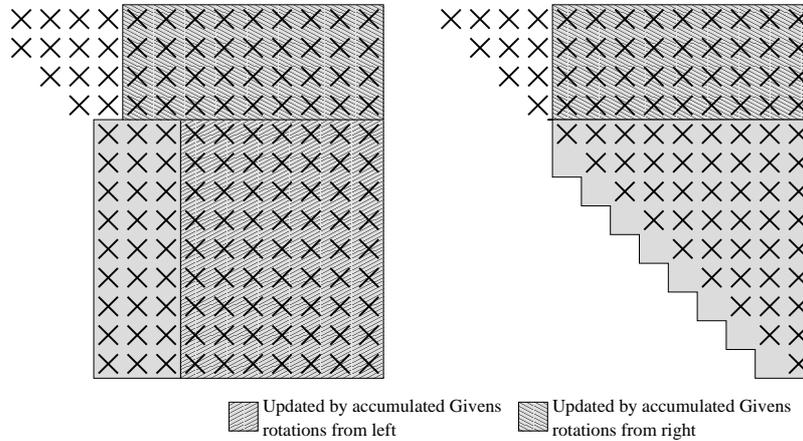 Updated by accumulated Givens
rotations from left
Updated by accumulated Givens
rotations from right